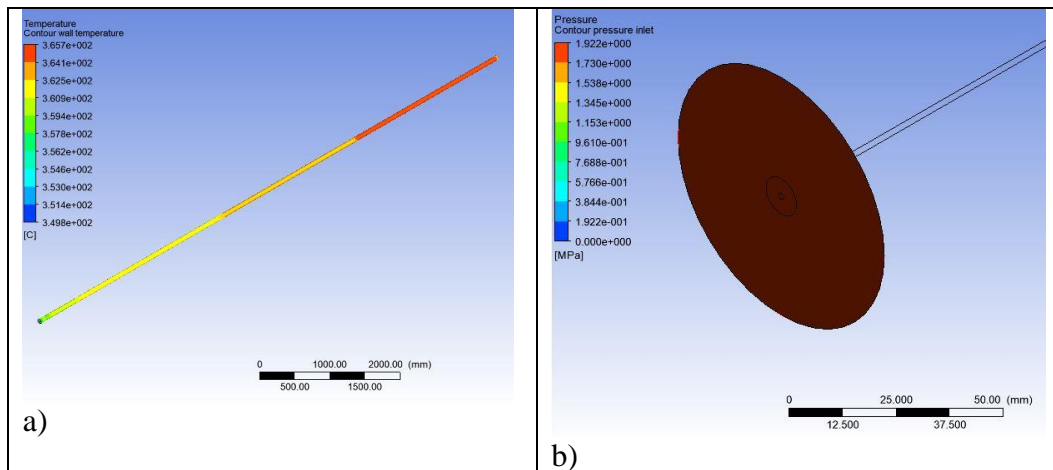 Temperature
Contour wall temperature
3.657e+002
3.641e+002
3.625e+002
3.609e+002
3.594e+002
3.578e+002
3.562e+002
3.546e+002
3.530e+002
3.514e+002
3.498e+002
[C]
0 1000.00 2000.00 (mm)
500.00 1500.00
a)
Pressure
Contour pressure inlet
1.922e+000
1.730e+000
1.538e+000
1.345e+000
1.153e+000
9.610e-001
7.688e-001
5.766e-001
3.844e-001
1.922e-001
0.000e+000
[MPa]
0 25.000 50.00 (mm)
12.500 37.500
b)